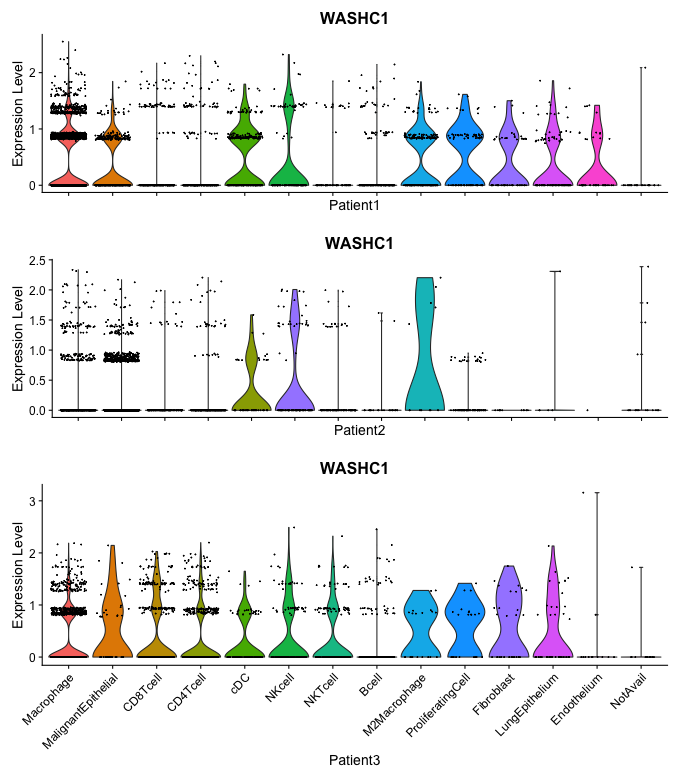 WASHC1
Expression Level
2
1
0
Patient1
WASHC1
Expression Level
2.5
2.0
1.5
1.0
0.5
0.0
Patient2
WASHC1
Expression Level
3
2
1
0
Macrophage
MalignantEpithelial
CD8Tcell
CD4Tcell
cDC
NKcell
NKTcell
Bcell
M2Macrophage
ProliferatingCell
Fibroblast
LungEpithelium
Endothelium
NotAvail
Patient3